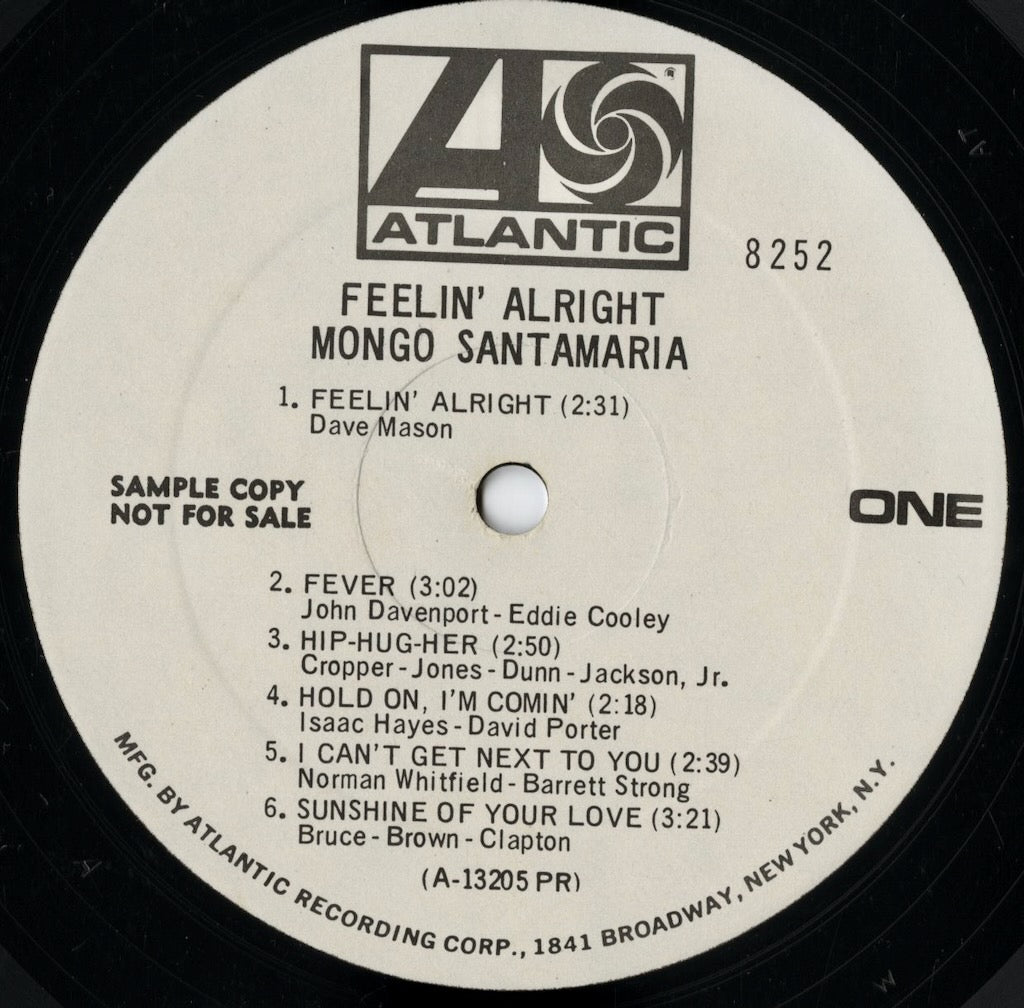 ATLANTIC
8252
FEELIN' ALRIGHT
MONGO SANTAMARIA
1. FEELIN' ALRIGHT (2:31)
Dave Mason
SAMPLE COPY
NOT FOR SALE
ONE
2. FEVER (3:02)
John Davenport - Eddie Cooley
3. HIP-HUG-HER (2:50)
Cropper - Jones - Dunn - Jackson, Jr.
4. HOLD ON, I'M COMIN' (2:18)
Isaac Hayes - David Porter
5. I CAN'T GET NEXT TO YOU (2:39)
Norman Whitfield - Barrett Strong
6. SUNSHINE OF YOUR LOVE (3:21)
Bruce - Brown - Clapton
(A-13205 PR)
MFG. BY ATLANTIC RECORDING CORP., 1841 BROADWAY, NEW YORK, N.Y.